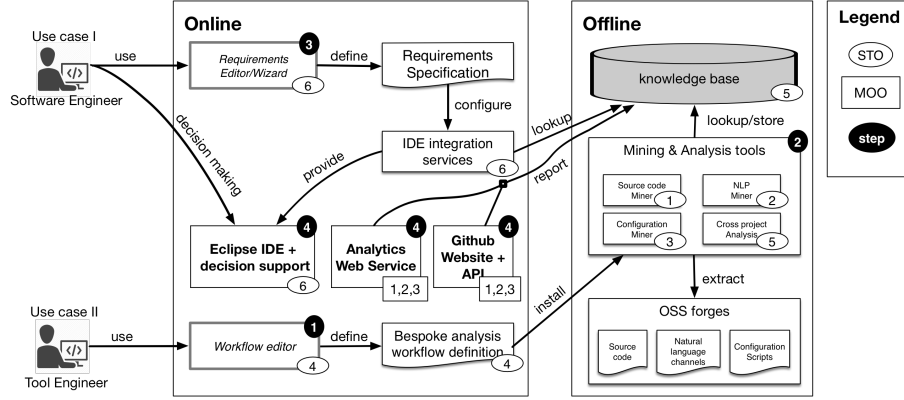 Online
Offline
Legend
Use case I
use
Software Engineer
3
Requirements
Editor/Wizard
6
define
Requirements
Specification
configure
knowledge base
5
STO
MOO
step
decision making
provide
IDE integration
services
6
lookup
report
lookup/store
2
Mining & Analysis tools
Source code
Miner
1
NLP
Miner
2
Configuration
Miner
3
Cross project
Analysis
5
4
Eclipse IDE +
decision support
6
4
Analytics
Web Service
1,2,3
4
Github
Website +
API
1,2,3
install
extract
Use case II
use
Tool Engineer
1
Workflow editor
4
define
Bespoke analysis
workflow definition
4
OSS forges
Source
code
Natural
language
channels
Configuration
Scripts